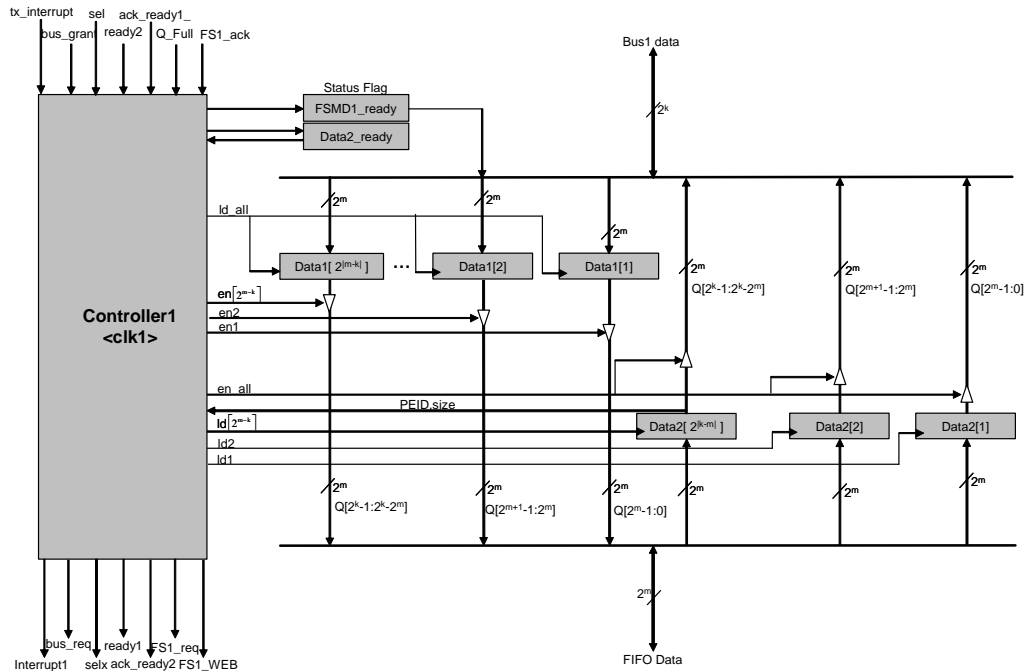 tx_interrupt
sel
ack_ready1_
bus_grant
ready2
Q_Full
FS1_ack
Bus1 data
Status Flag
FSMD1_ready
Data2_ready
2ᵏ
ld_all
2ᵐ
2ᵐ
2ᵐ
Data1[ 2|m-k| ]
...
Data1[2]
Data1[1]
2ᵐ
2ᵐ
2ᵐ
Q[2ᵏ-1:2ᵏ-2ᵐ]
Q[2ᵐ⁺¹-1:2ᵐ]
Q[2ᵐ-1:0]
en⌈2ᵐ⁻ᵏ⌉
en2
en1
Controller1
<clk1>
en_all
PEID.size
ld⌈2ᵐ⁻ᵏ⌉
Data2[ 2|k-m| ]
Data2[2]
Data2[1]
ld2
ld1
2ᵐ
2ᵐ
2ᵐ
2ᵐ
2ᵐ
2ᵐ
Q[2ᵏ-1:2ᵏ-2ᵐ]
Q[2ᵐ⁺¹-1:2ᵐ]
Q[2ᵐ-1:0]
2ᵐ
bus_req
ready1
FS1_req
Interrupt1
selx
ack_ready2
FS1_WEB
FIFO Data